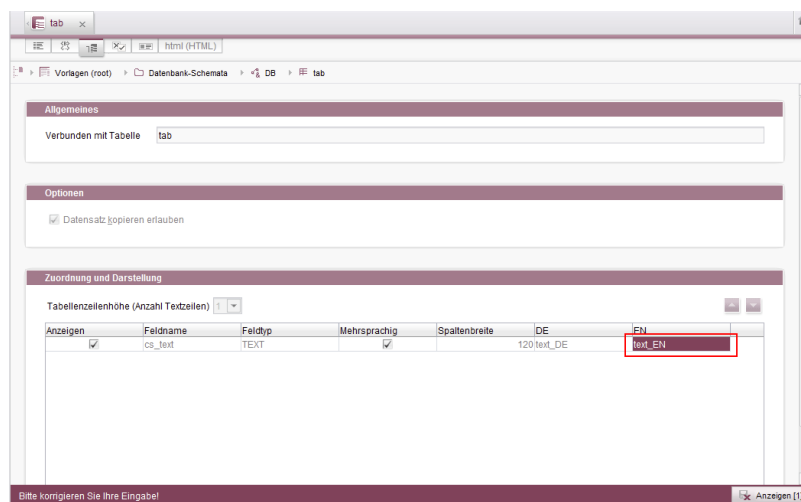 tab
html (HTML)
Vorlagen (root) Datenbank-Schemata DB tab
Allgemeines
Verbunden mit Tabelle tab
Optionen
Datensatz kopieren erlauben
Zuordnung und Darstellung
Tabellenzeilenhöhe (Anzahl Textzeilen) 1
Anzeigen Feldname Feldtyp Mehrsprachig Spaltenbreite DE EN
cs_text TEXT 120 text_DE text_EN
Bitte korrigieren Sie Ihre Eingabe! Anzeigen [1